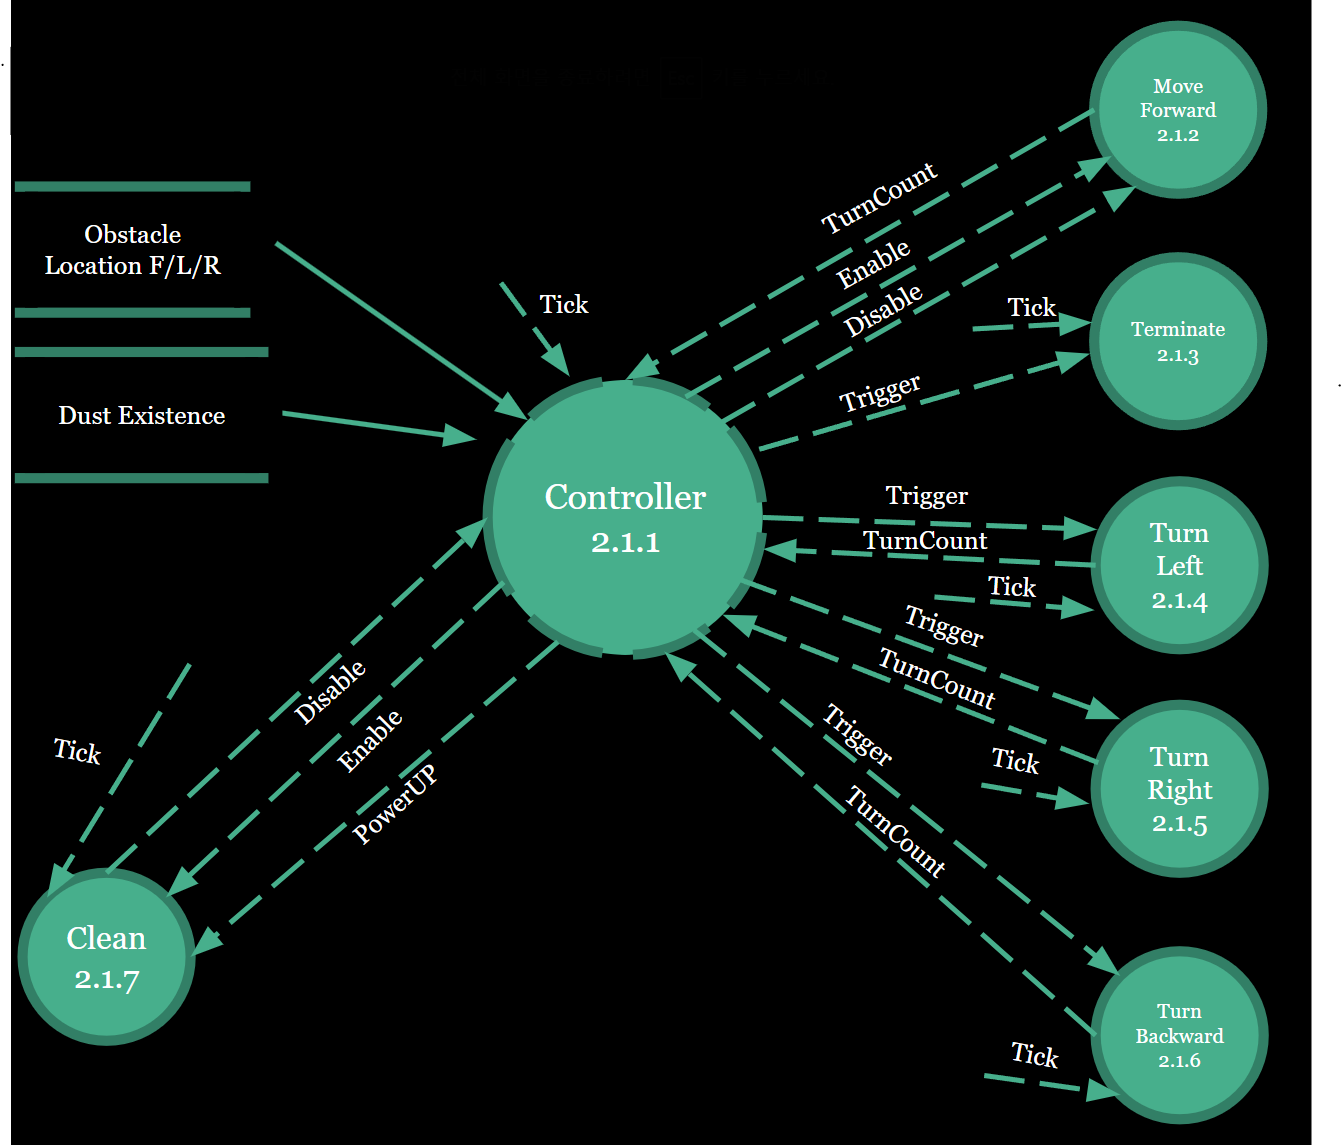 Move
Forward
2.1.2
TurnCount
Enable
Disable
Obstacle
Location F/L/R
Tick
Tick
Terminate
2.1.3
Trigger
Dust Existence
Controller
2.1.1
Trigger
TurnCount
Tick
Turn
Left
2.1.4
Trigger
TurnCount
Tick
Turn
Right
2.1.5
Disable
Enable
PowerUP
Tick
Trigger
TurnCount
Clean
2.1.7
Tick
Turn
Backward
2.1.6